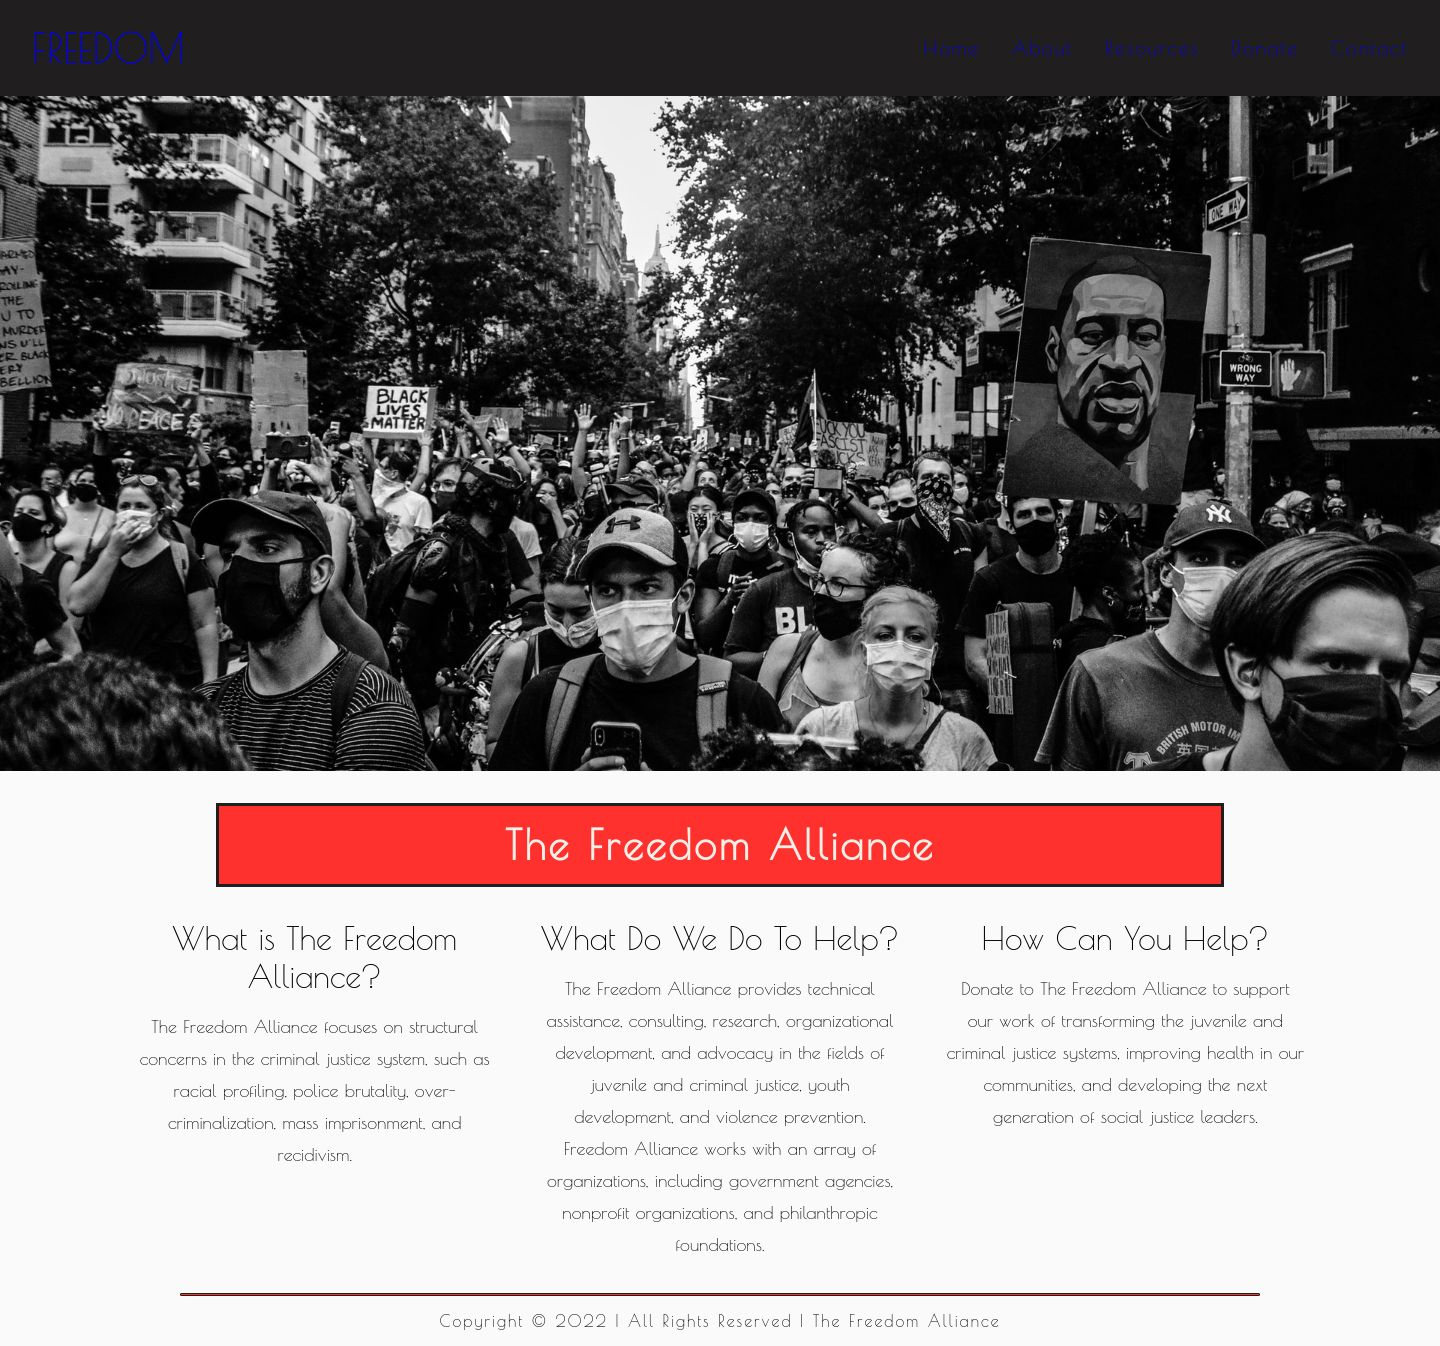 FREEDOM
Home About Resources Donate Contact
ONE WAY
ARMED
MURDER
BLACK
LIVES
MATTER
WRONG
WAY
PEACE
NY
BL
BRITISH MOTOR
The Freedom Alliance
What is The Freedom
Alliance?
The Freedom Alliance focuses on structural
concerns in the criminal justice system, such as
racial profiling, police brutality, over-
criminalization, mass imprisonment, and
recidivism.
What Do We Do To Help?
The Freedom Alliance provides technical
assistance, consulting, research, organizational
development, and advocacy in the fields of
juvenile and criminal justice, youth
development, and violence prevention.
Freedom Alliance works with an array of
organizations, including government agencies,
nonprofit organizations, and philanthropic
foundations.
How Can You Help?
Donate to The Freedom Alliance to support
our work of transforming the juvenile and
criminal justice systems, improving health in our
communities, and developing the next
generation of social justice leaders.
Copyright © 2022 | All Rights Reserved | The Freedom Alliance